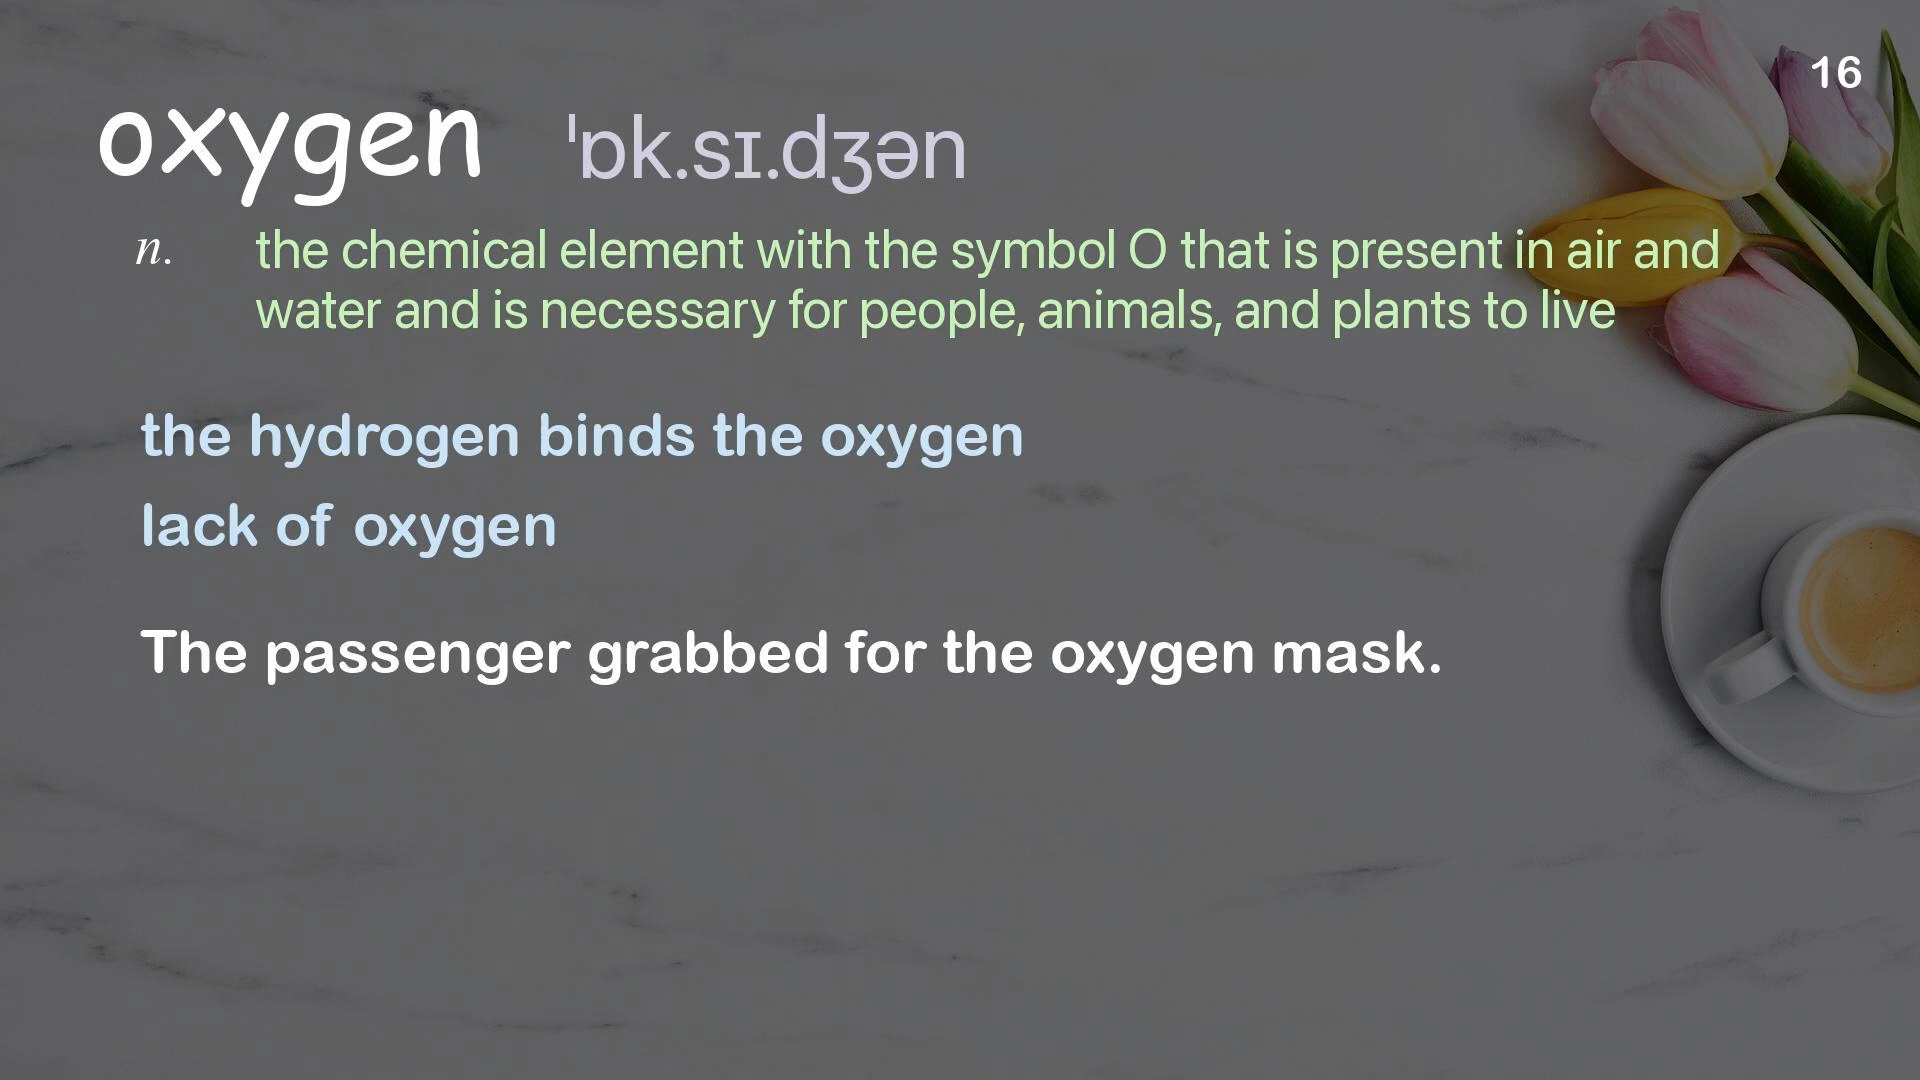 16
oxygen ˈɒk.sɪ.dʒən
n. the chemical element with the symbol O that is present in air and
water and is necessary for people, animals, and plants to live
the hydrogen binds the oxygen
lack of oxygen
The passenger grabbed for the oxygen mask.